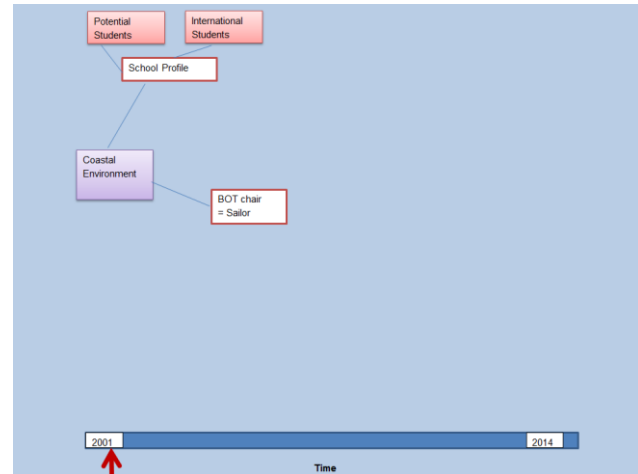 Potential
Students
International
Students
School Profile
Coastal
Environment
BOT chair
= Sailor
2001
2014
Time